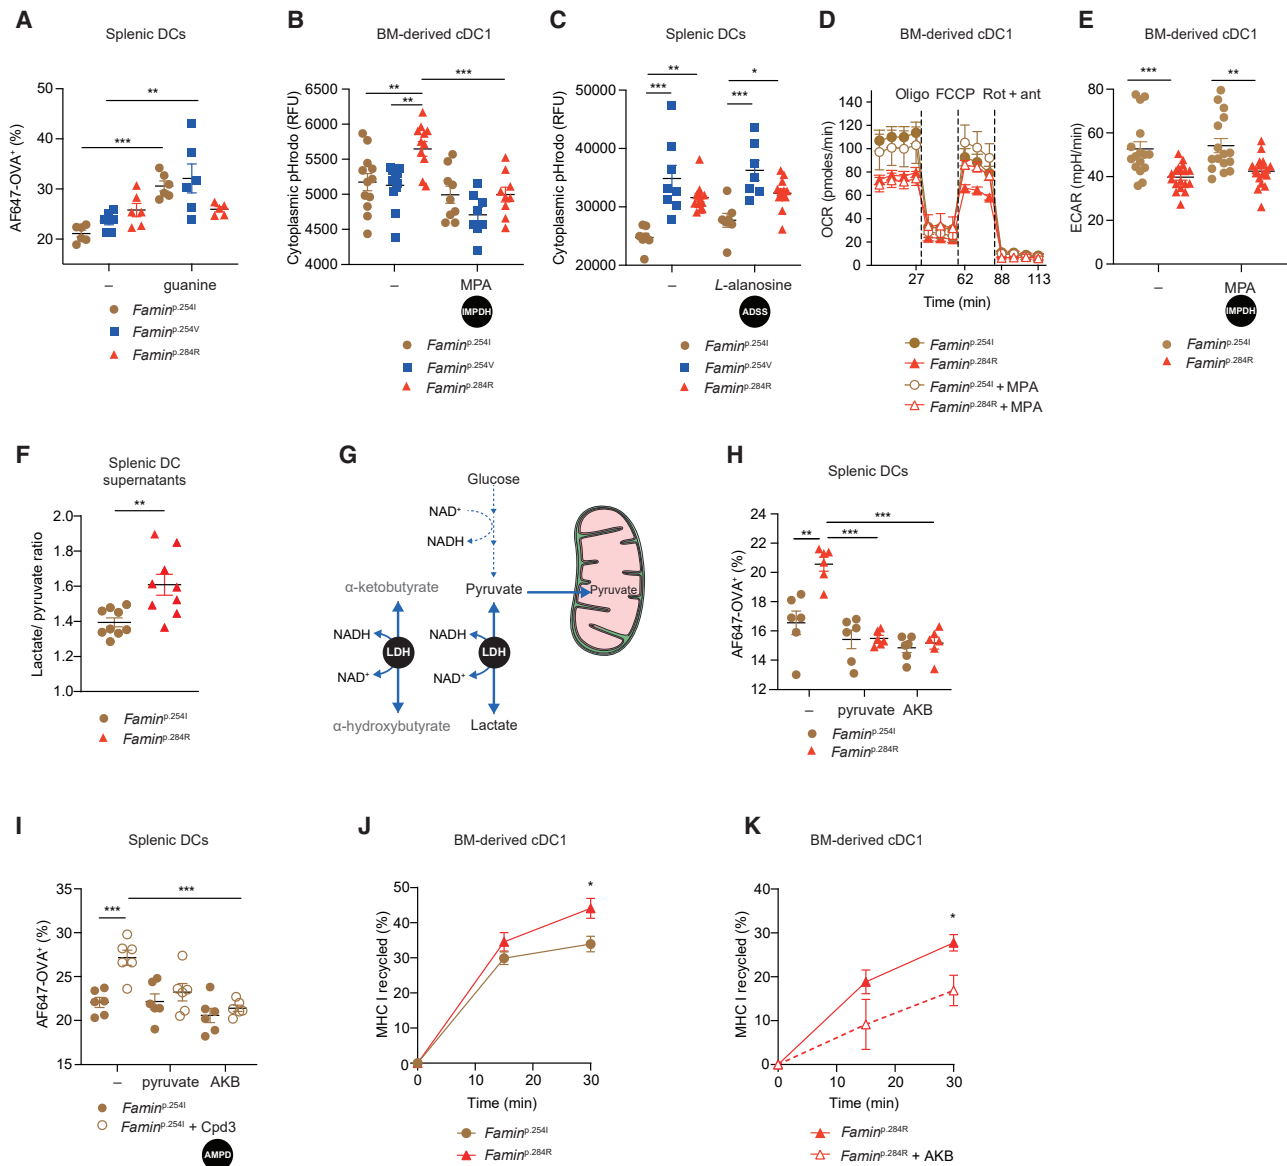 A
Splenic DCs
AF647-OVA⁺ (%)
50
40
30
20
**
***
–
guanine
Famin^p.254I
Famin^p.254V
Famin^p.284R
B
BM-derived cDC1
Cytoplasmic pHrodo (RFU)
6500
6000
5500
5000
4500
4000
**
**
***
–
MPA
IMPDH
Famin^p.254I
Famin^p.254V
Famin^p.284R
C
Splenic DCs
Cytoplasmic pHrodo (RFU)
40000
30000
20000
**
***
*
***
–
L-alanosine
ADSS
Famin^p.254I
Famin^p.254V
Famin^p.284R
D
BM-derived cDC1
Oligo FCCP Rot + ant
OCR (pmoles/min)
140
120
100
80
60
40
20
0
27 62 88 113
Time (min)
Famin^p.254I
Famin^p.284R
Famin^p.254I + MPA
Famin^p.284R + MPA
E
BM-derived cDC1
ECAR (mpH/min)
80
60
40
20
0
***
**
–
MPA
IMPDH
Famin^p.254I
Famin^p.284R
F
Splenic DC
supernatants
Lactate/ pyruvate ratio
2.0
1.8
1.6
1.4
1.2
1.0
**
Famin^p.254I
Famin^p.284R
G
Glucose
NAD⁺
NADH
α-ketobutyrate
Pyruvate
Pyruvate
NADH
NADH
LDH
LDH
NAD⁺
NAD⁺
α-hydroxybutyrate
Lactate
H
Splenic DCs
AF647-OVA⁺ (%)
24
22
20
18
16
14
12
**
***
***
–
pyruvate
AKB
Famin^p.254I
Famin^p.284R
I
Splenic DCs
AF647-OVA⁺ (%)
35
30
25
20
15
***
***
–
pyruvate
AKB
Famin^p.254I
Famin^p.254I + Cpd3
AMPD
J
BM-derived cDC1
MHC I recycled (%)
50
40
30
20
10
0
*
0 10 20 30
Time (min)
Famin^p.254I
Famin^p.284R
K
BM-derived cDC1
MHC I recycled (%)
40
30
20
10
0
*
0 10 20 30
Time (min)
Famin^p.284R
Famin^p.284R + AKB